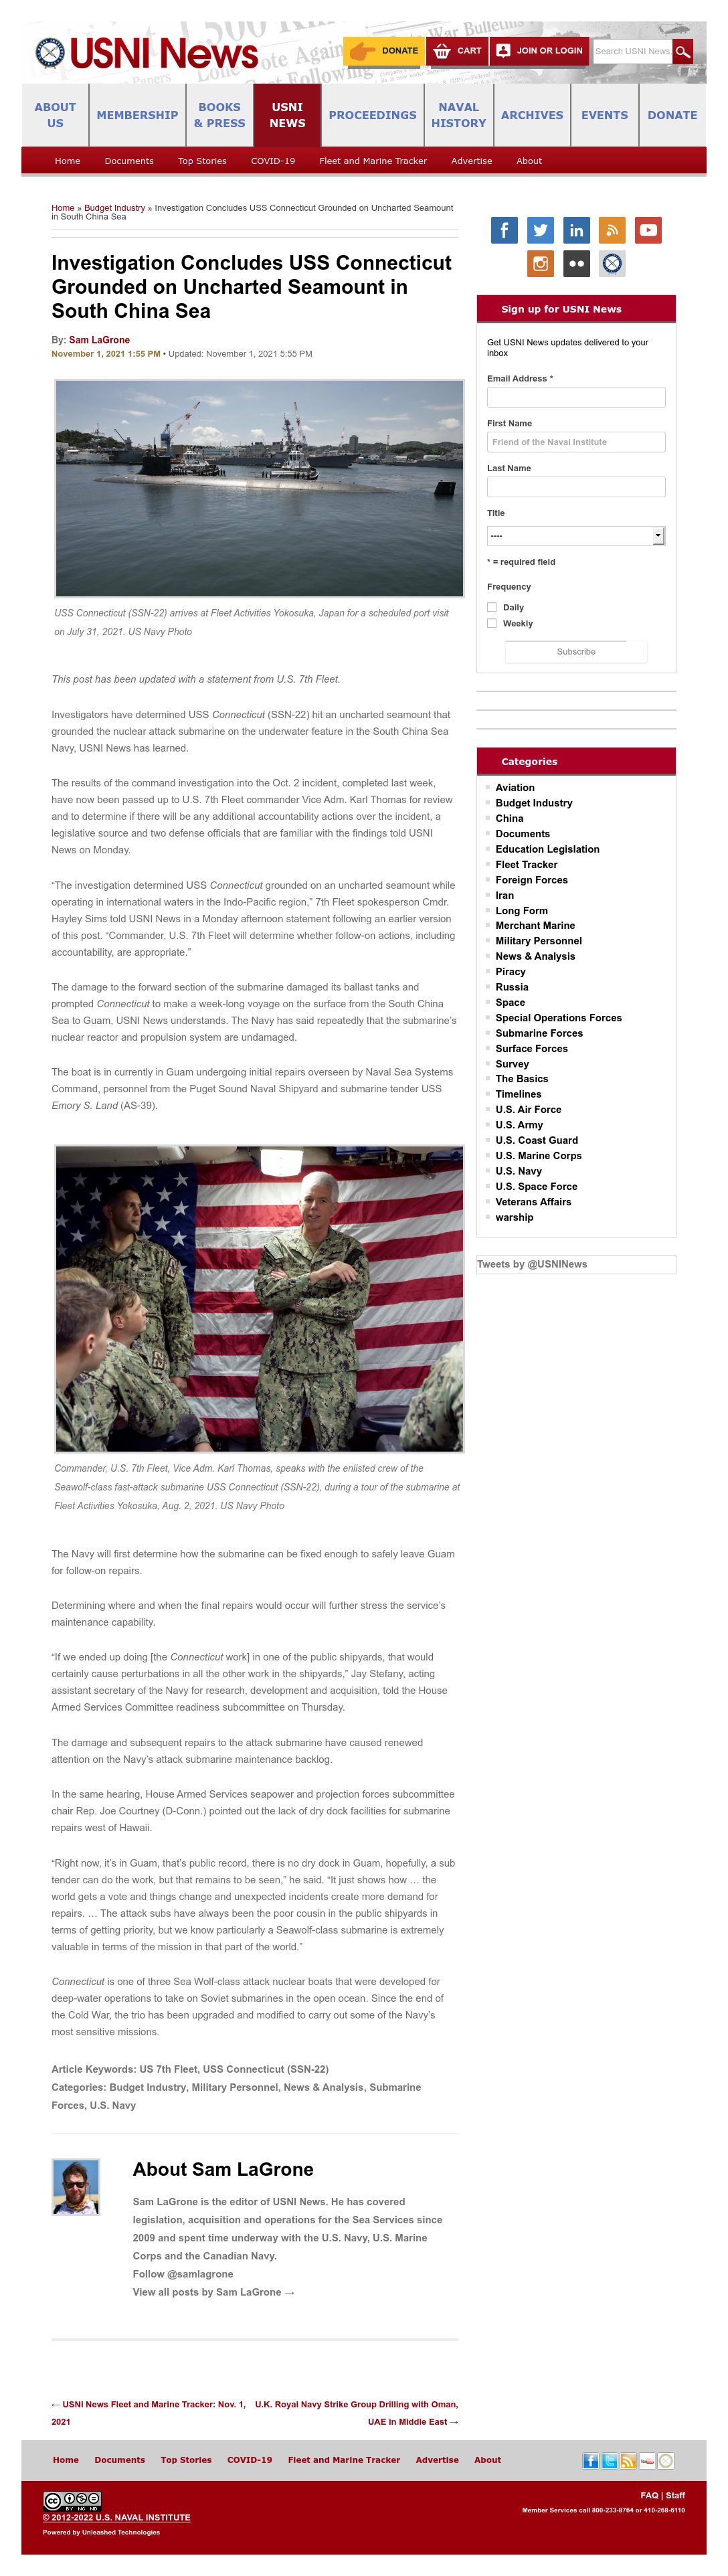 USNI News
DONATE
CART
JOIN OR LOGIN
Search USNI News
ABOUT US
MEMBERSHIP
BOOKS & PRESS
USNI NEWS
PROCEEDINGS
NAVAL HISTORY
ARCHIVES
EVENTS
DONATE
Home Documents Top Stories COVID-19 Fleet and Marine Tracker Advertise About
Home » Budget Industry » Investigation Concludes USS Connecticut Grounded on Uncharted Seamount
in South China Sea
Investigation Concludes USS Connecticut
Grounded on Uncharted Seamount in
South China Sea
By: Sam LaGrone
November 1, 2021 1:55 PM • Updated: November 1, 2021 5:55 PM
USS Connecticut (SSN-22) arrives at Fleet Activities Yokosuka, Japan for a scheduled port visit
on July 31, 2021. US Navy Photo
This post has been updated with a statement from U.S. 7th Fleet.
Investigators have determined USS Connecticut (SSN-22) hit an uncharted seamount that
grounded the nuclear attack submarine on the underwater feature in the South China Sea
Navy, USNI News has learned.
The results of the command investigation into the Oct. 2 incident, completed last week,
have now been passed up to U.S. 7th Fleet commander Vice Adm. Karl Thomas for review
and to determine if there will be any additional accountability actions over the incident, a
legislative source and two defense officials that are familiar with the findings told USNI
News on Monday.
“The investigation determined USS Connecticut grounded on an uncharted seamount while
operating in international waters in the Indo-Pacific region,” 7th Fleet spokesperson Cmdr.
Hayley Sims told USNI News in a Monday afternoon statement following an earlier version
of this post. “Commander, U.S. 7th Fleet will determine whether follow-on actions, including
accountability, are appropriate.”
The damage to the forward section of the submarine damaged its ballast tanks and
prompted Connecticut to make a week-long voyage on the surface from the South China
Sea to Guam, USNI News understands. The Navy has said repeatedly that the submarine’s
nuclear reactor and propulsion system are undamaged.
The boat is in currently in Guam undergoing initial repairs overseen by Naval Sea Systems
Command, personnel from the Puget Sound Naval Shipyard and submarine tender USS
Emory S. Land (AS-39).
Commander, U.S. 7th Fleet, Vice Adm. Karl Thomas, speaks with the enlisted crew of the
Seawolf-class fast-attack submarine USS Connecticut (SSN-22), during a tour of the submarine at
Fleet Activities Yokosuka, Aug. 2, 2021. US Navy Photo
The Navy will first determine how the submarine can be fixed enough to safely leave Guam
for follow-on repairs.
Determining where and when the final repairs would occur will further stress the service’s
maintenance capability.
“If we ended up doing [the Connecticut work] in one of the public shipyards, that would
certainly cause perturbations in all the other work in the shipyards,” Jay Stefany, acting
assistant secretary of the Navy for research, development and acquisition, told the House
Armed Services Committee readiness subcommittee on Thursday.
The damage and subsequent repairs to the attack submarine have caused renewed
attention on the Navy’s attack submarine maintenance backlog.
In the same hearing, House Armed Services seapower and projection forces subcommittee
chair Rep. Joe Courtney (D-Conn.) pointed out the lack of dry dock facilities for submarine
repairs west of Hawaii.
“Right now, it’s in Guam, that’s public record, there is no dry dock in Guam, hopefully, a sub
tender can do the work, but that remains to be seen,” he said. “It just shows how … the
world gets a vote and things change and unexpected incidents create more demand for
repairs. … The attack subs have always been the poor cousin in the public shipyards in
terms of getting priority, but we know particularly a Seawolf-class submarine is extremely
valuable in terms of the mission in that part of the world.”
Connecticut is one of three Sea Wolf-class attack nuclear boats that were developed for
deep-water operations to take on Soviet submarines in the open ocean. Since the end of
the Cold War, the trio has been upgraded and modified to carry out some of the Navy’s
most sensitive missions.
Article Keywords: US 7th Fleet, USS Connecticut (SSN-22)
Categories: Budget Industry, Military Personnel, News & Analysis, Submarine
Forces, U.S. Navy
About Sam LaGrone
Sam LaGrone is the editor of USNI News. He has covered
legislation, acquisition and operations for the Sea Services since
2009 and spent time underway with the U.S. Navy, U.S. Marine
Corps and the Canadian Navy.
Follow @samlagrone
View all posts by Sam LaGrone →
← USNI News Fleet and Marine Tracker: Nov. 1,
2021
U.K. Royal Navy Strike Group Drilling with Oman,
UAE in Middle East →
Sign up for USNI News
Get USNI News updates delivered to your
inbox
Email Address *
First Name
Friend of the Naval Institute
Last Name
Title
----
* = required field
Frequency
Daily
Weekly
Subscribe
Categories
Aviation
Budget Industry
China
Documents
Education Legislation
Fleet Tracker
Foreign Forces
Iran
Long Form
Merchant Marine
Military Personnel
News & Analysis
Piracy
Russia
Space
Special Operations Forces
Submarine Forces
Surface Forces
Survey
The Basics
Timelines
U.S. Air Force
U.S. Army
U.S. Coast Guard
U.S. Marine Corps
U.S. Navy
U.S. Space Force
Veterans Affairs
warship
Tweets by @USNINews
Home Documents Top Stories COVID-19 Fleet and Marine Tracker Advertise About
© 2012-2022 U.S. NAVAL INSTITUTE
Powered by Unleashed Technologies
FAQ | Staff
Member Services call 800-233-8764 or 410-268-6110